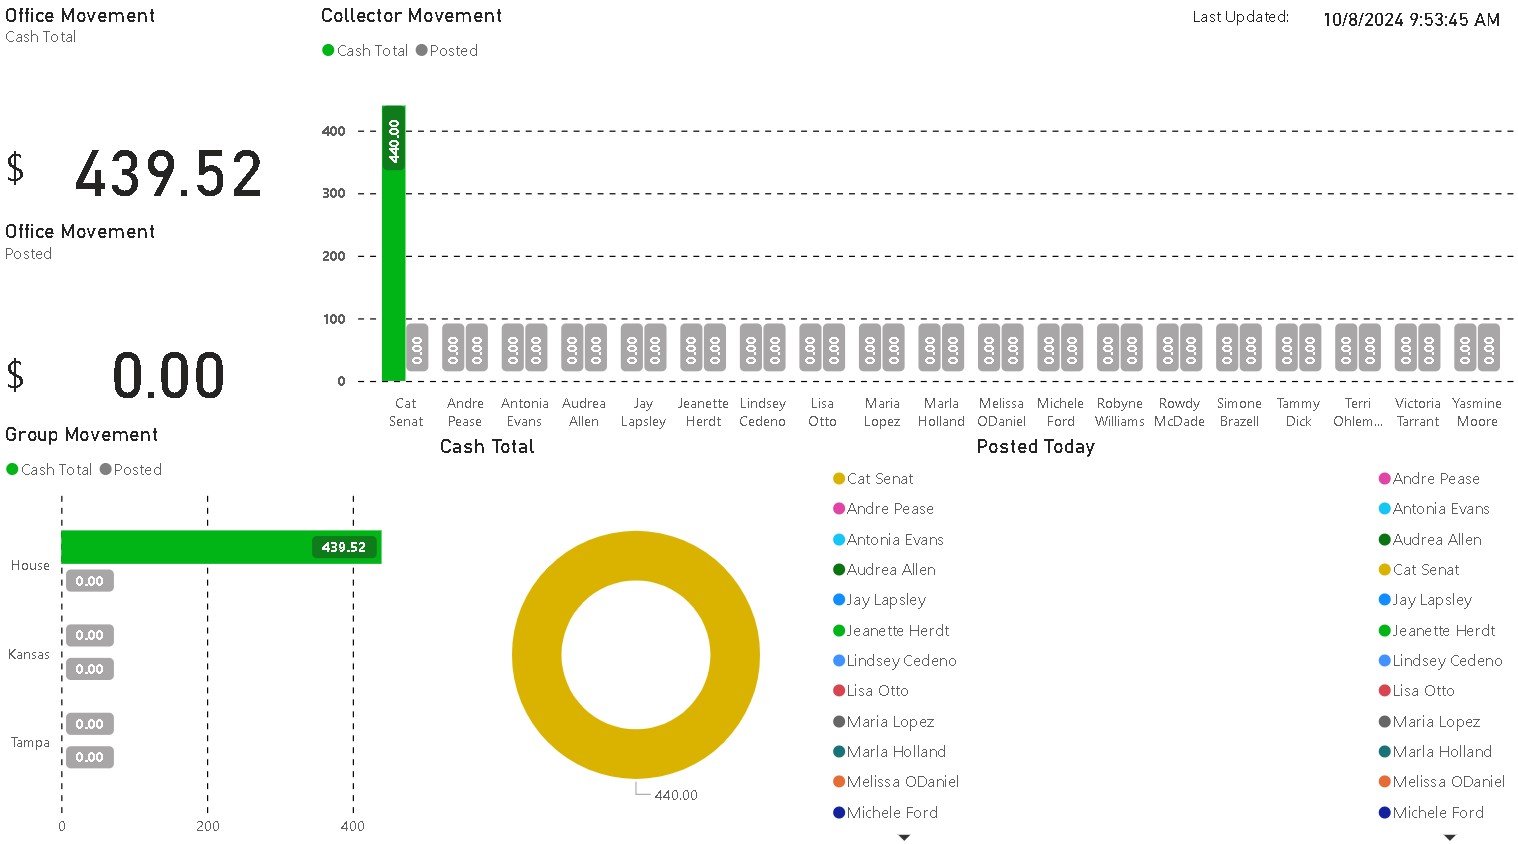 Office Movement
Cash Total
$ 439.52
Office Movement
Posted
$ 0.00
Collector Movement
Cash Total Posted
Last Updated: 10/8/2024 9:53:45 AM
400
300
200
100
0
440.00
0.00 0.00 0.00 0.00 0.00 0.00 0.00 0.00 0.00 0.00 0.00 0.00 0.00 0.00 0.00 0.00 0.00 0.00 0.00 0.00 0.00 0.00 0.00 0.00 0.00 0.00 0.00 0.00 0.00 0.00 0.00 0.00 0.00 0.00 0.00 0.00 0.00
Cat Andre Antonia Audrea Jay Jeanette Lindsey Lisa Maria Marla Melissa Michele Robyne Rowdy Simone Tammy Terri Victoria Yasmine
Senat Pease Evans Allen Lapsley Herdt Cedeno Otto Lopez Holland ODaniel Ford Williams McDade Brazell Dick Ohlem... Tarrant Moore
Group Movement
Cash Total Posted
House
439.52
0.00
Kansas
0.00
0.00
Tampa
0.00
0.00
0 200 400
Cash Total
440.00
Cat Senat
Andre Pease
Antonia Evans
Audrea Allen
Jay Lapsley
Jeanette Herdt
Lindsey Cedeno
Lisa Otto
Maria Lopez
Marla Holland
Melissa ODaniel
Michele Ford
Posted Today
Andre Pease
Antonia Evans
Audrea Allen
Cat Senat
Jay Lapsley
Jeanette Herdt
Lindsey Cedeno
Lisa Otto
Maria Lopez
Marla Holland
Melissa ODaniel
Michele Ford